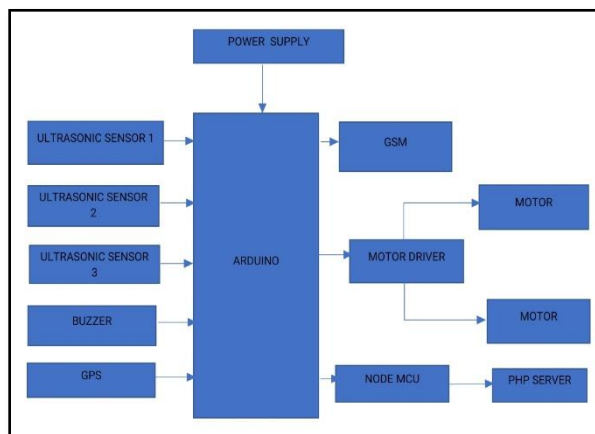 POWER SUPPLY
ULTRASONIC SENSOR 1
GSM
ULTRASONIC SENSOR
2
MOTOR
ULTRASONIC SENSOR
3
ARDUINO
MOTOR DRIVER
BUZZER
MOTOR
GPS
NODE MCU
PHP SERVER